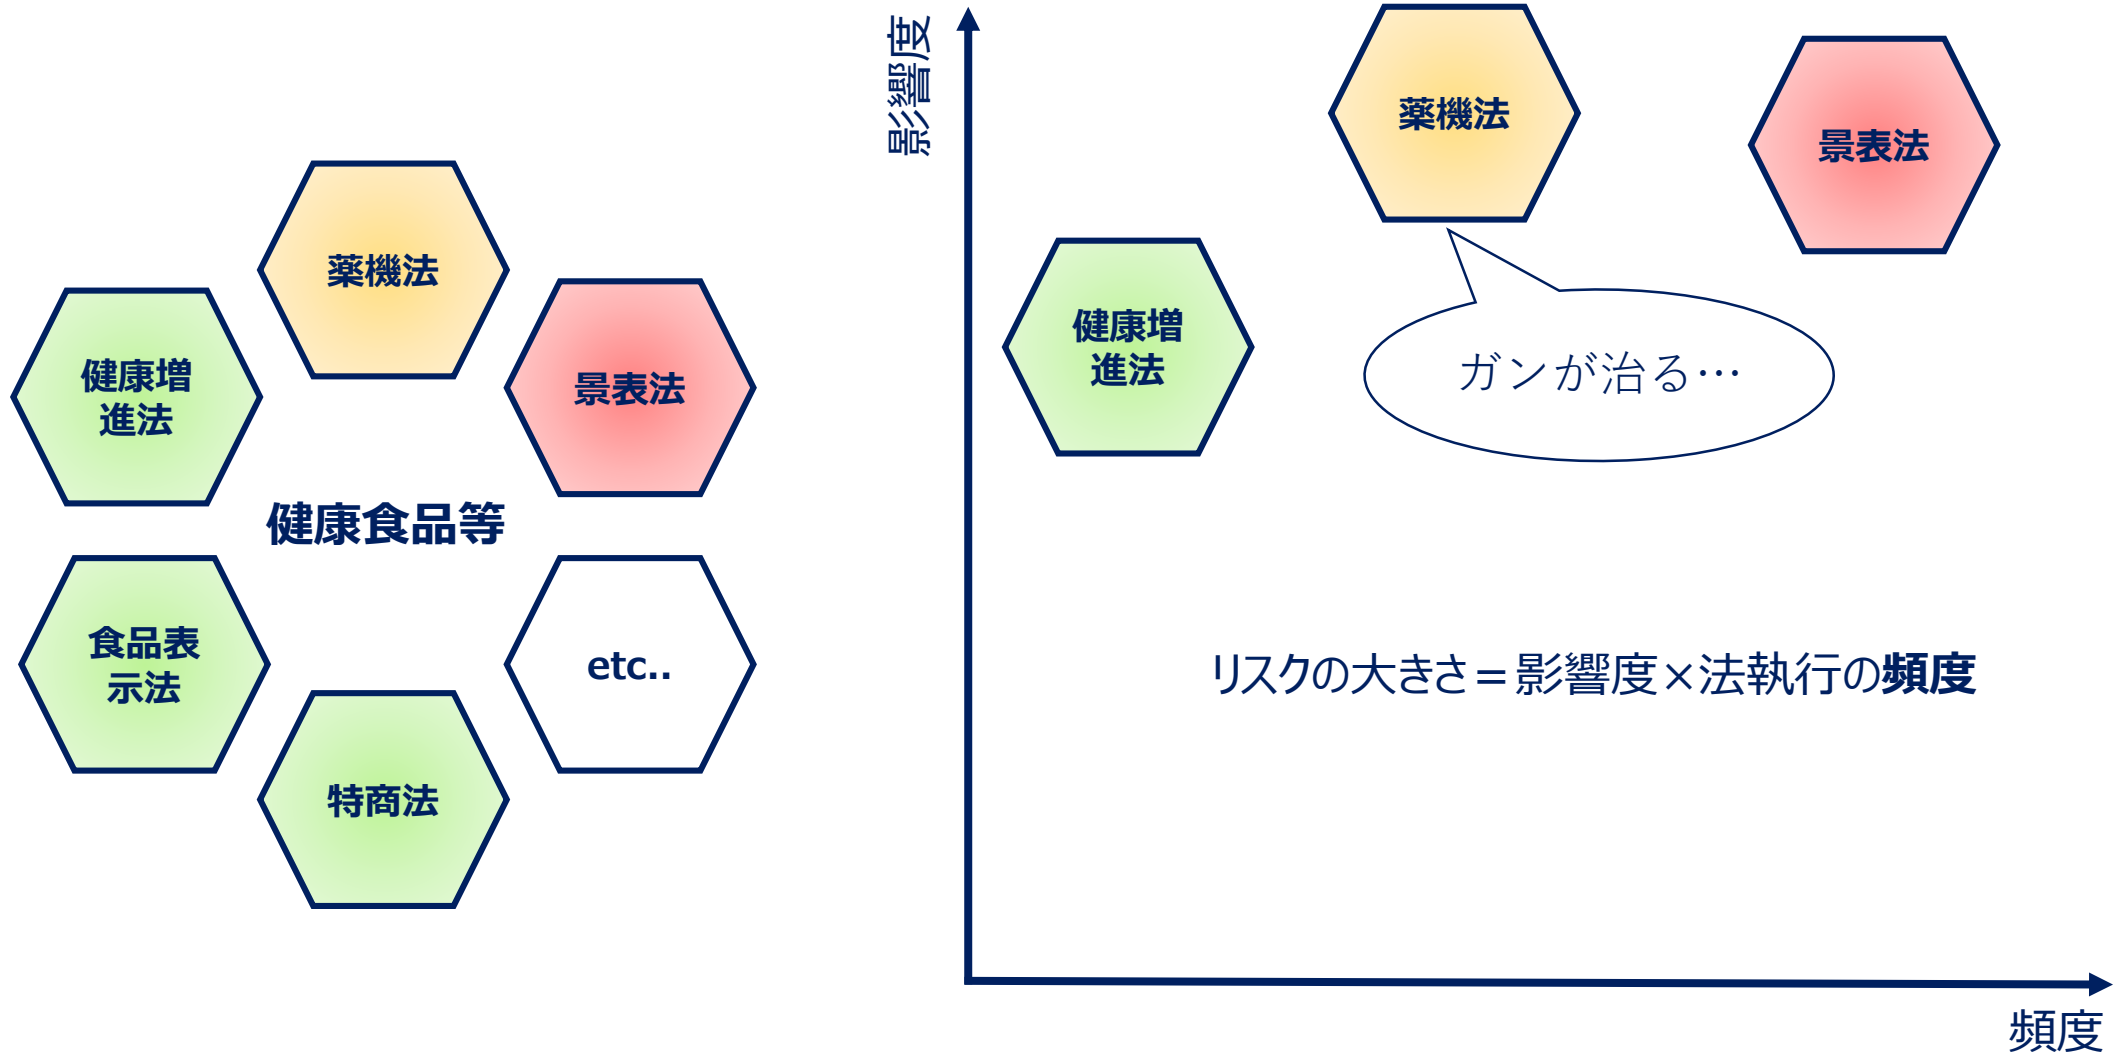 薬機法
健康増
進法
景表法
健康食品等
食品表
示法
etc..
特商法
影響度
薬機法
景表法
健康増
進法
ガンが治る…
リスクの大きさ=影響度×法執行の頻度
頻度